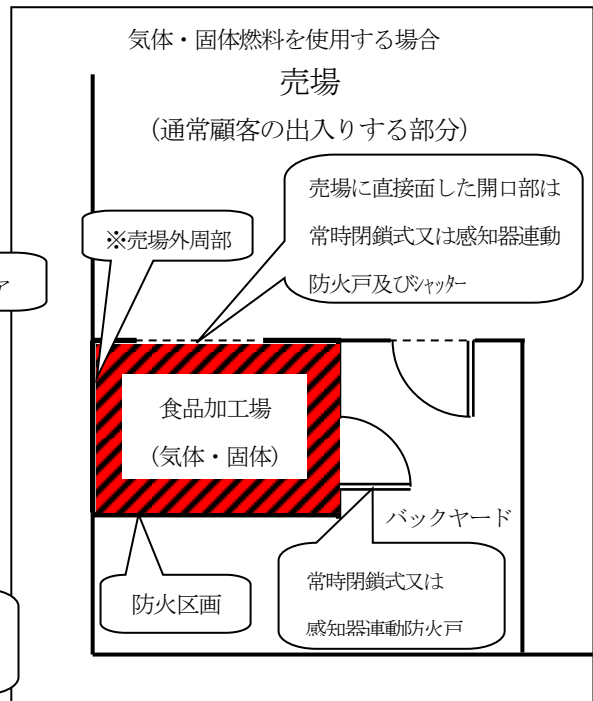 気体・固体燃料を使用する場合
売場
（通常顧客の出入りする部分）
売場に直接面した開口部は
常時閉鎖式又は感知器連動
防火戸及びシャッター
※売場外周部
食品加工場
（気体・固体）
バックヤード
防火区画
常時閉鎖式又は
感知器連動防火戸